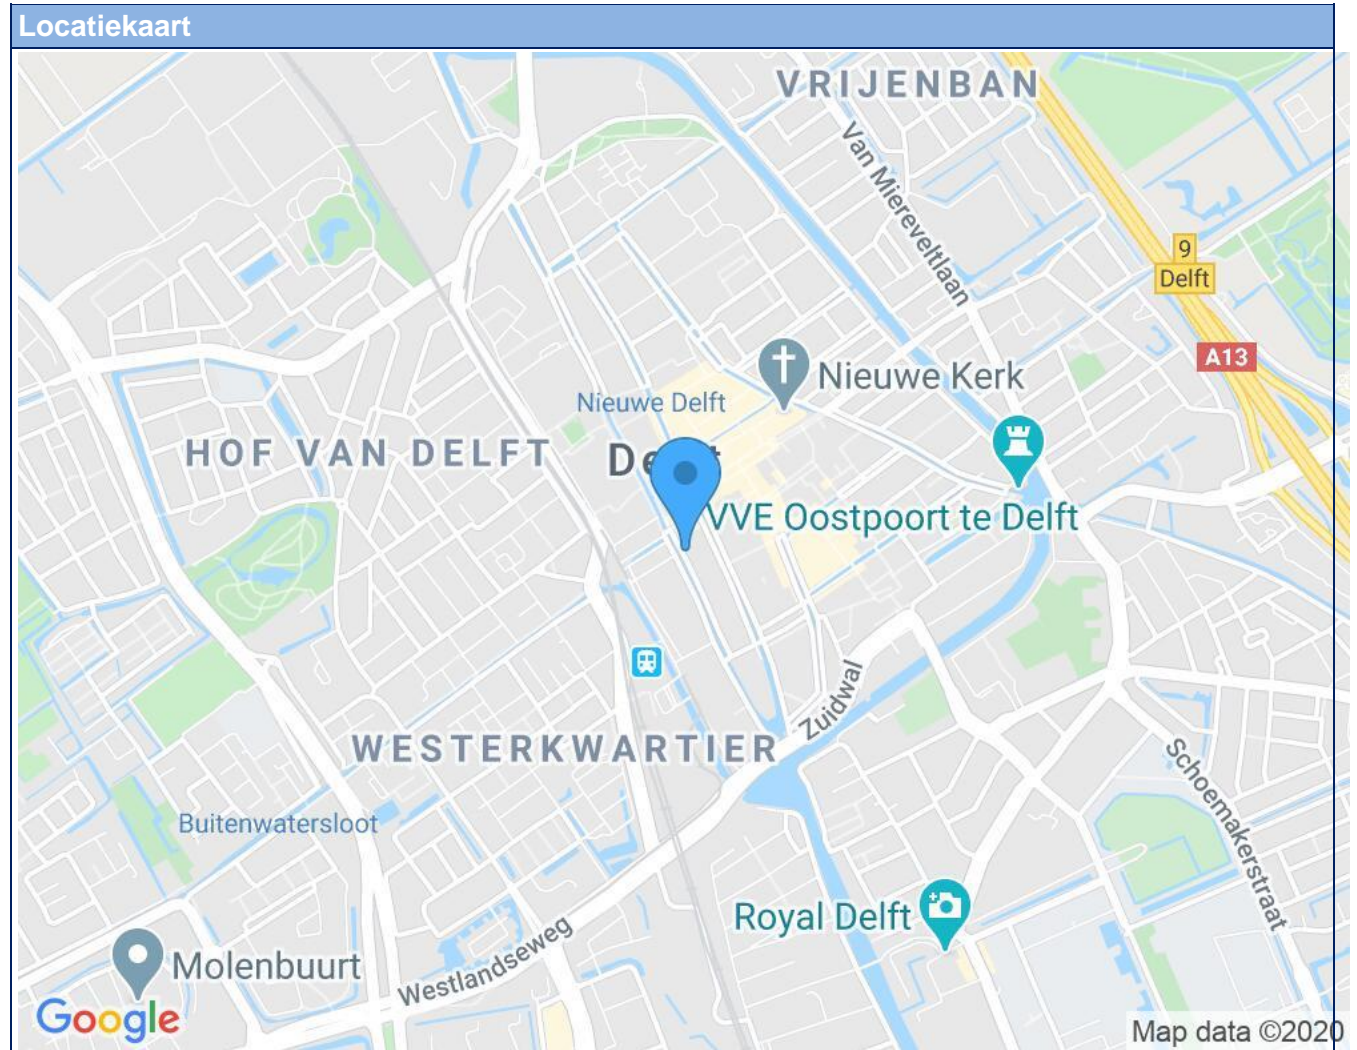 Locatiekaart
VRIJENBAN
Van Miereveltlaan
9
Delft
A13
Nieuwe Kerk
Nieuwe Delft
HOF VAN DELFT
VVE Oostpoort te Delft
Zuidwal
WESTERKWARTIER
Schoemakerstraat
Buitenwatersloot
Royal Delft
Molenbuurt
Westlandseweg
Google
Map data ©2020